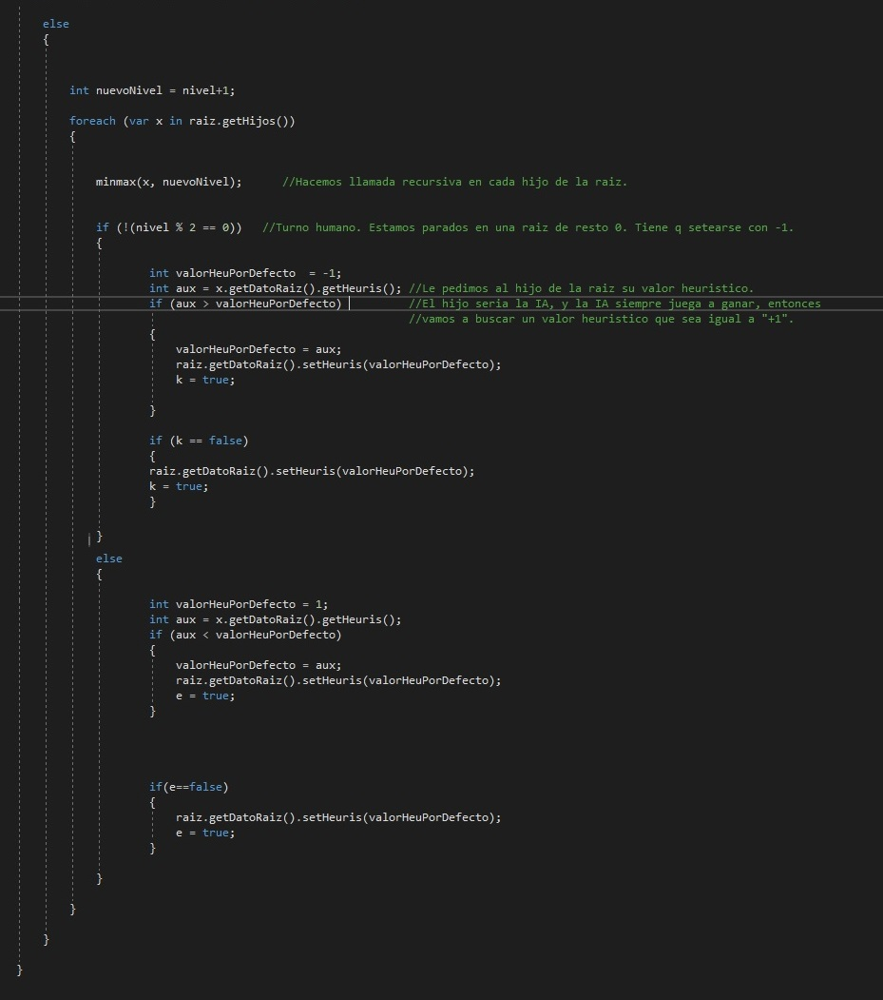 else
{
int nuevoNivel = nivel+1;
foreach (var x in raiz.getHijos())
{
minmax(x, nuevoNivel);      //Hacemos llamada recursiva en cada hijo de la raiz.
if (!(nivel % 2 == 0))   //Turno humano. Estamos parados en una raiz de resto 0. Tiene q setearse con -1.
{
int valorHeuPorDefecto  = -1;
int aux = x.getDatoRaiz().getHeuris(); //Le pedimos al hijo de la raiz su valor heuristico.
if (aux > valorHeuPorDefecto)          //El hijo seria la IA, y la IA siempre juega a ganar, entonces
//vamos a buscar un valor heuristico que sea igual a "+1".
{
valorHeuPorDefecto = aux;
raiz.getDatoRaiz().setHeuris(valorHeuPorDefecto);
k = true;
}
if (k == false)
{
raiz.getDatoRaiz().setHeuris(valorHeuPorDefecto);
k = true;
}
}
else
{
int valorHeuPorDefecto = 1;
int aux = x.getDatoRaiz().getHeuris();
if (aux < valorHeuPorDefecto)
{
valorHeuPorDefecto = aux;
raiz.getDatoRaiz().setHeuris(valorHeuPorDefecto);
e = true;
}
if(e==false)
{
raiz.getDatoRaiz().setHeuris(valorHeuPorDefecto);
e = true;
}
}
}
}
}